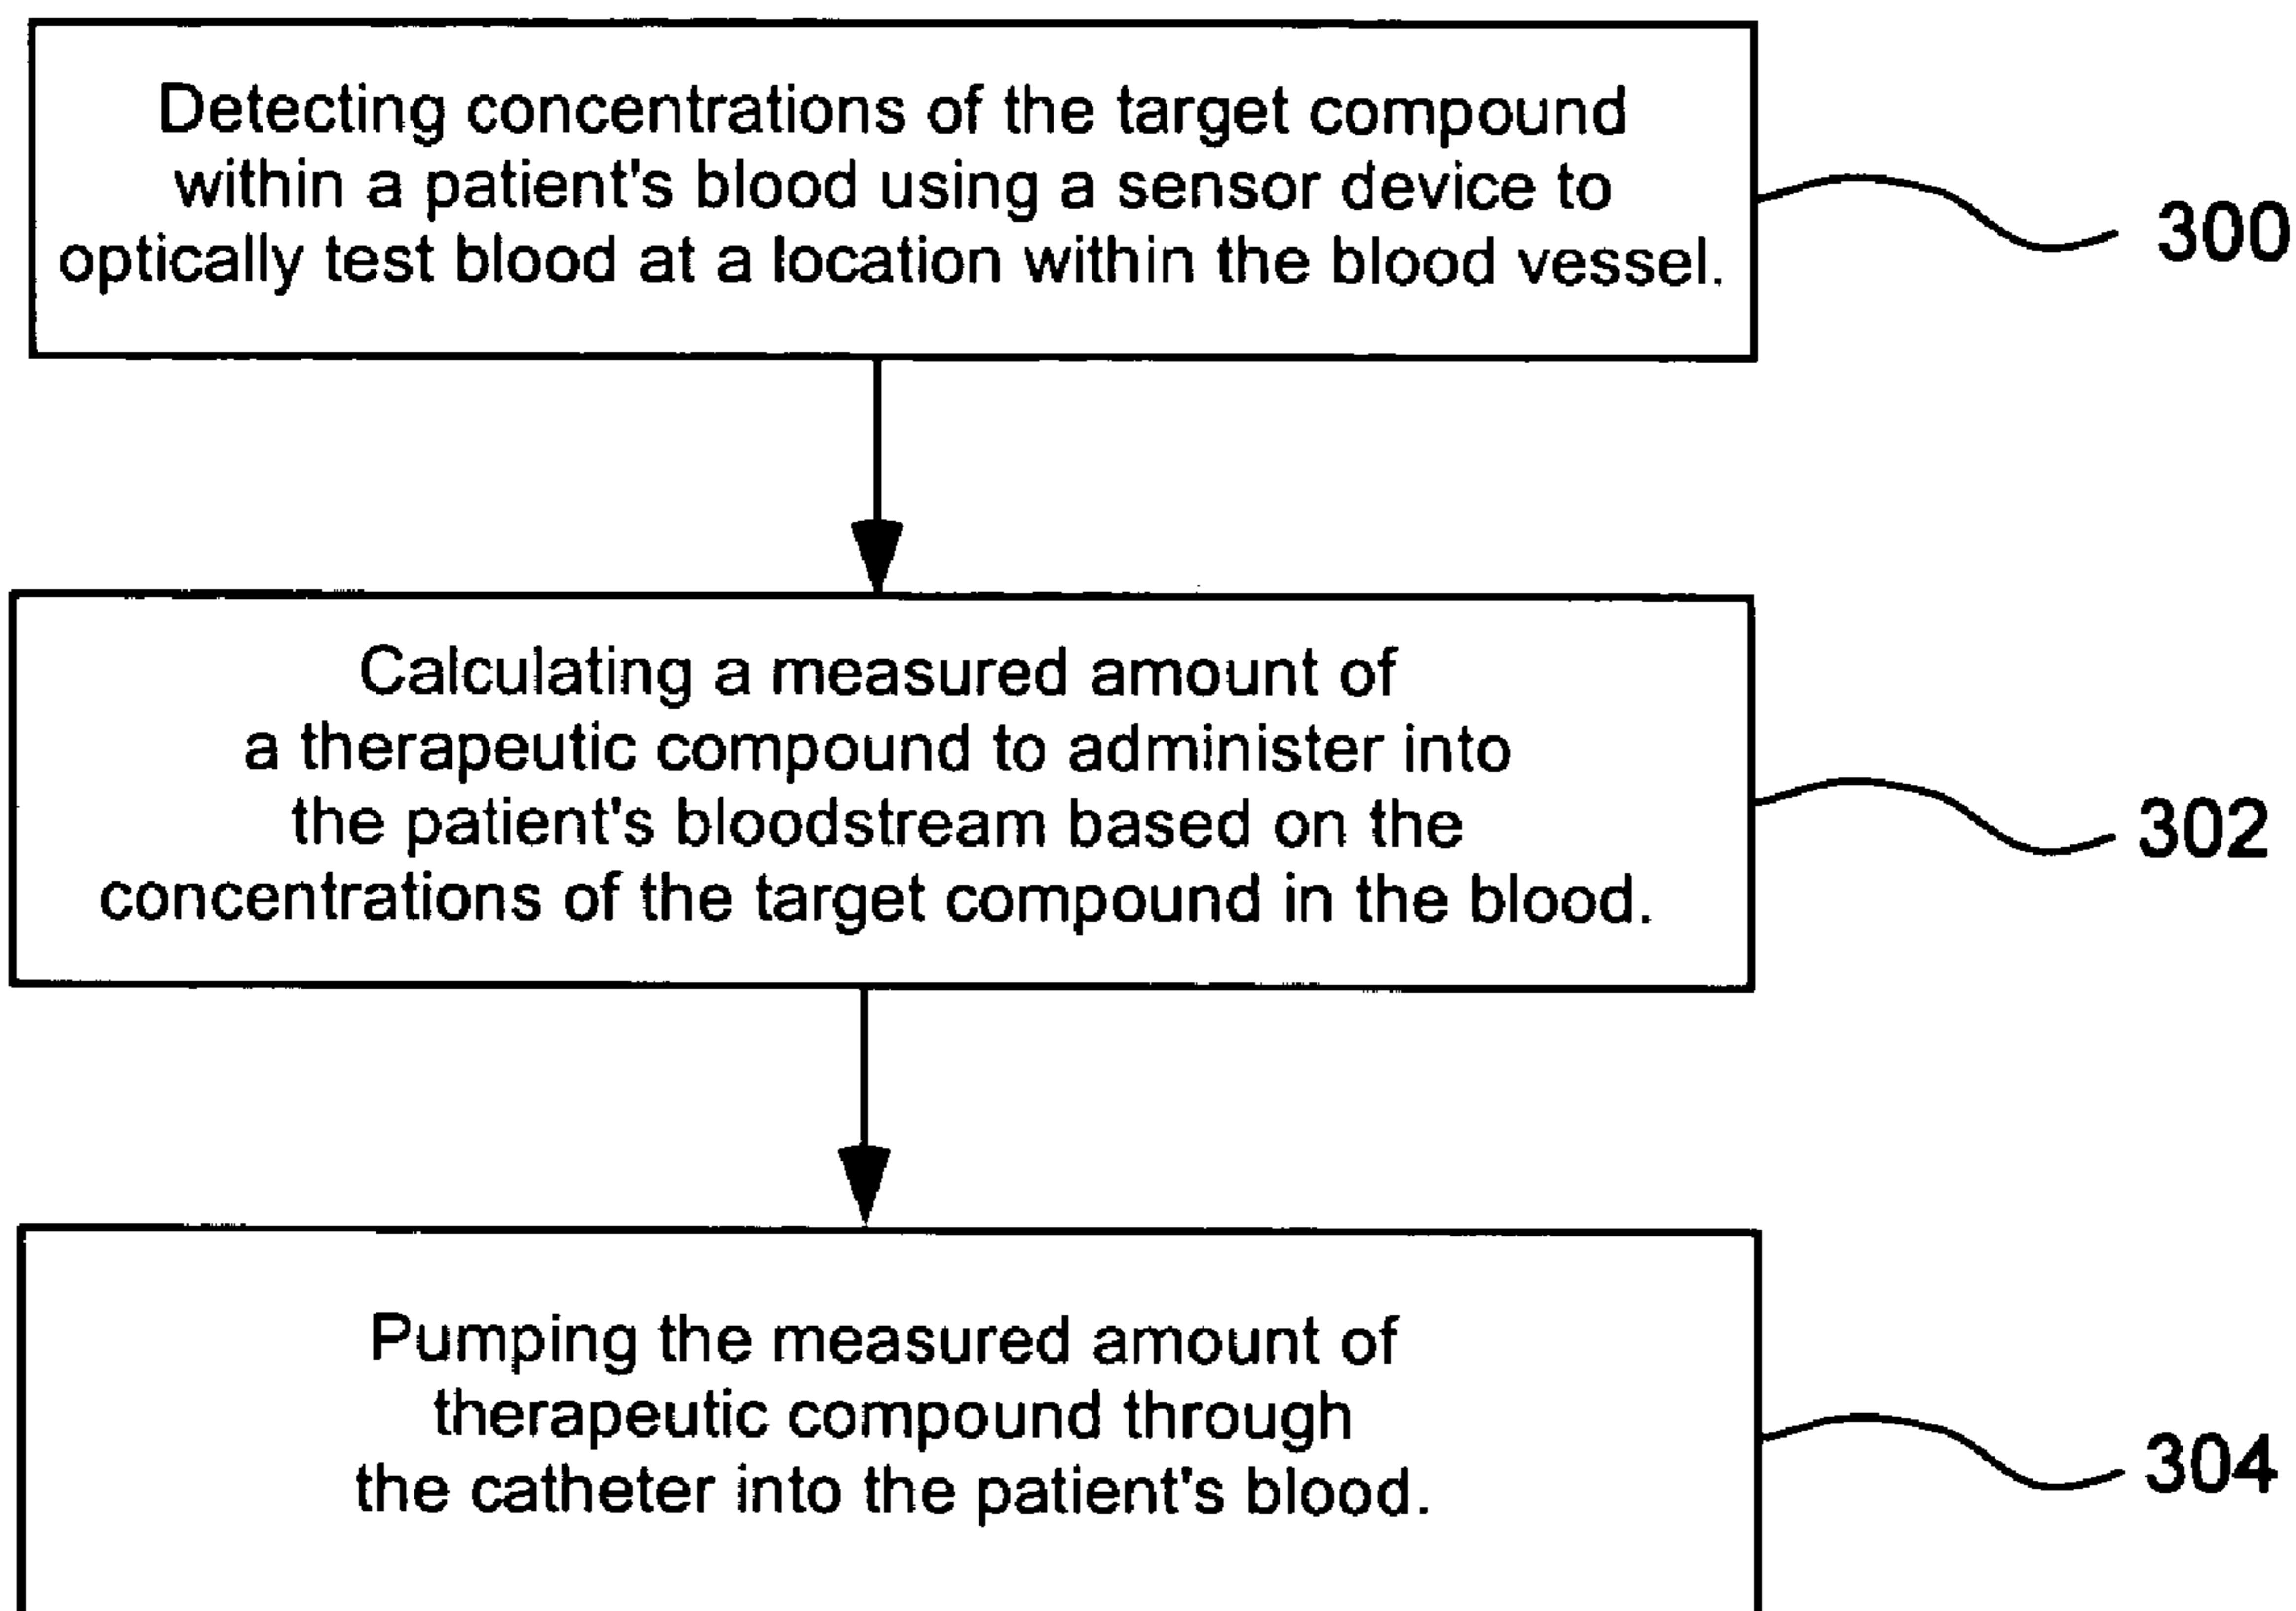 Detecting concentrations of the target compound
within a patient's blood using a sensor device to
optically test blood at a location within the blood vessel.
300
Calculating a measured amount of
a therapeutic compound to administer into
the patient's bloodstream based on the
concentrations of the target compound in the blood.
302
Pumping the measured amount of
therapeutic compound through
the catheter into the patient's blood.
304